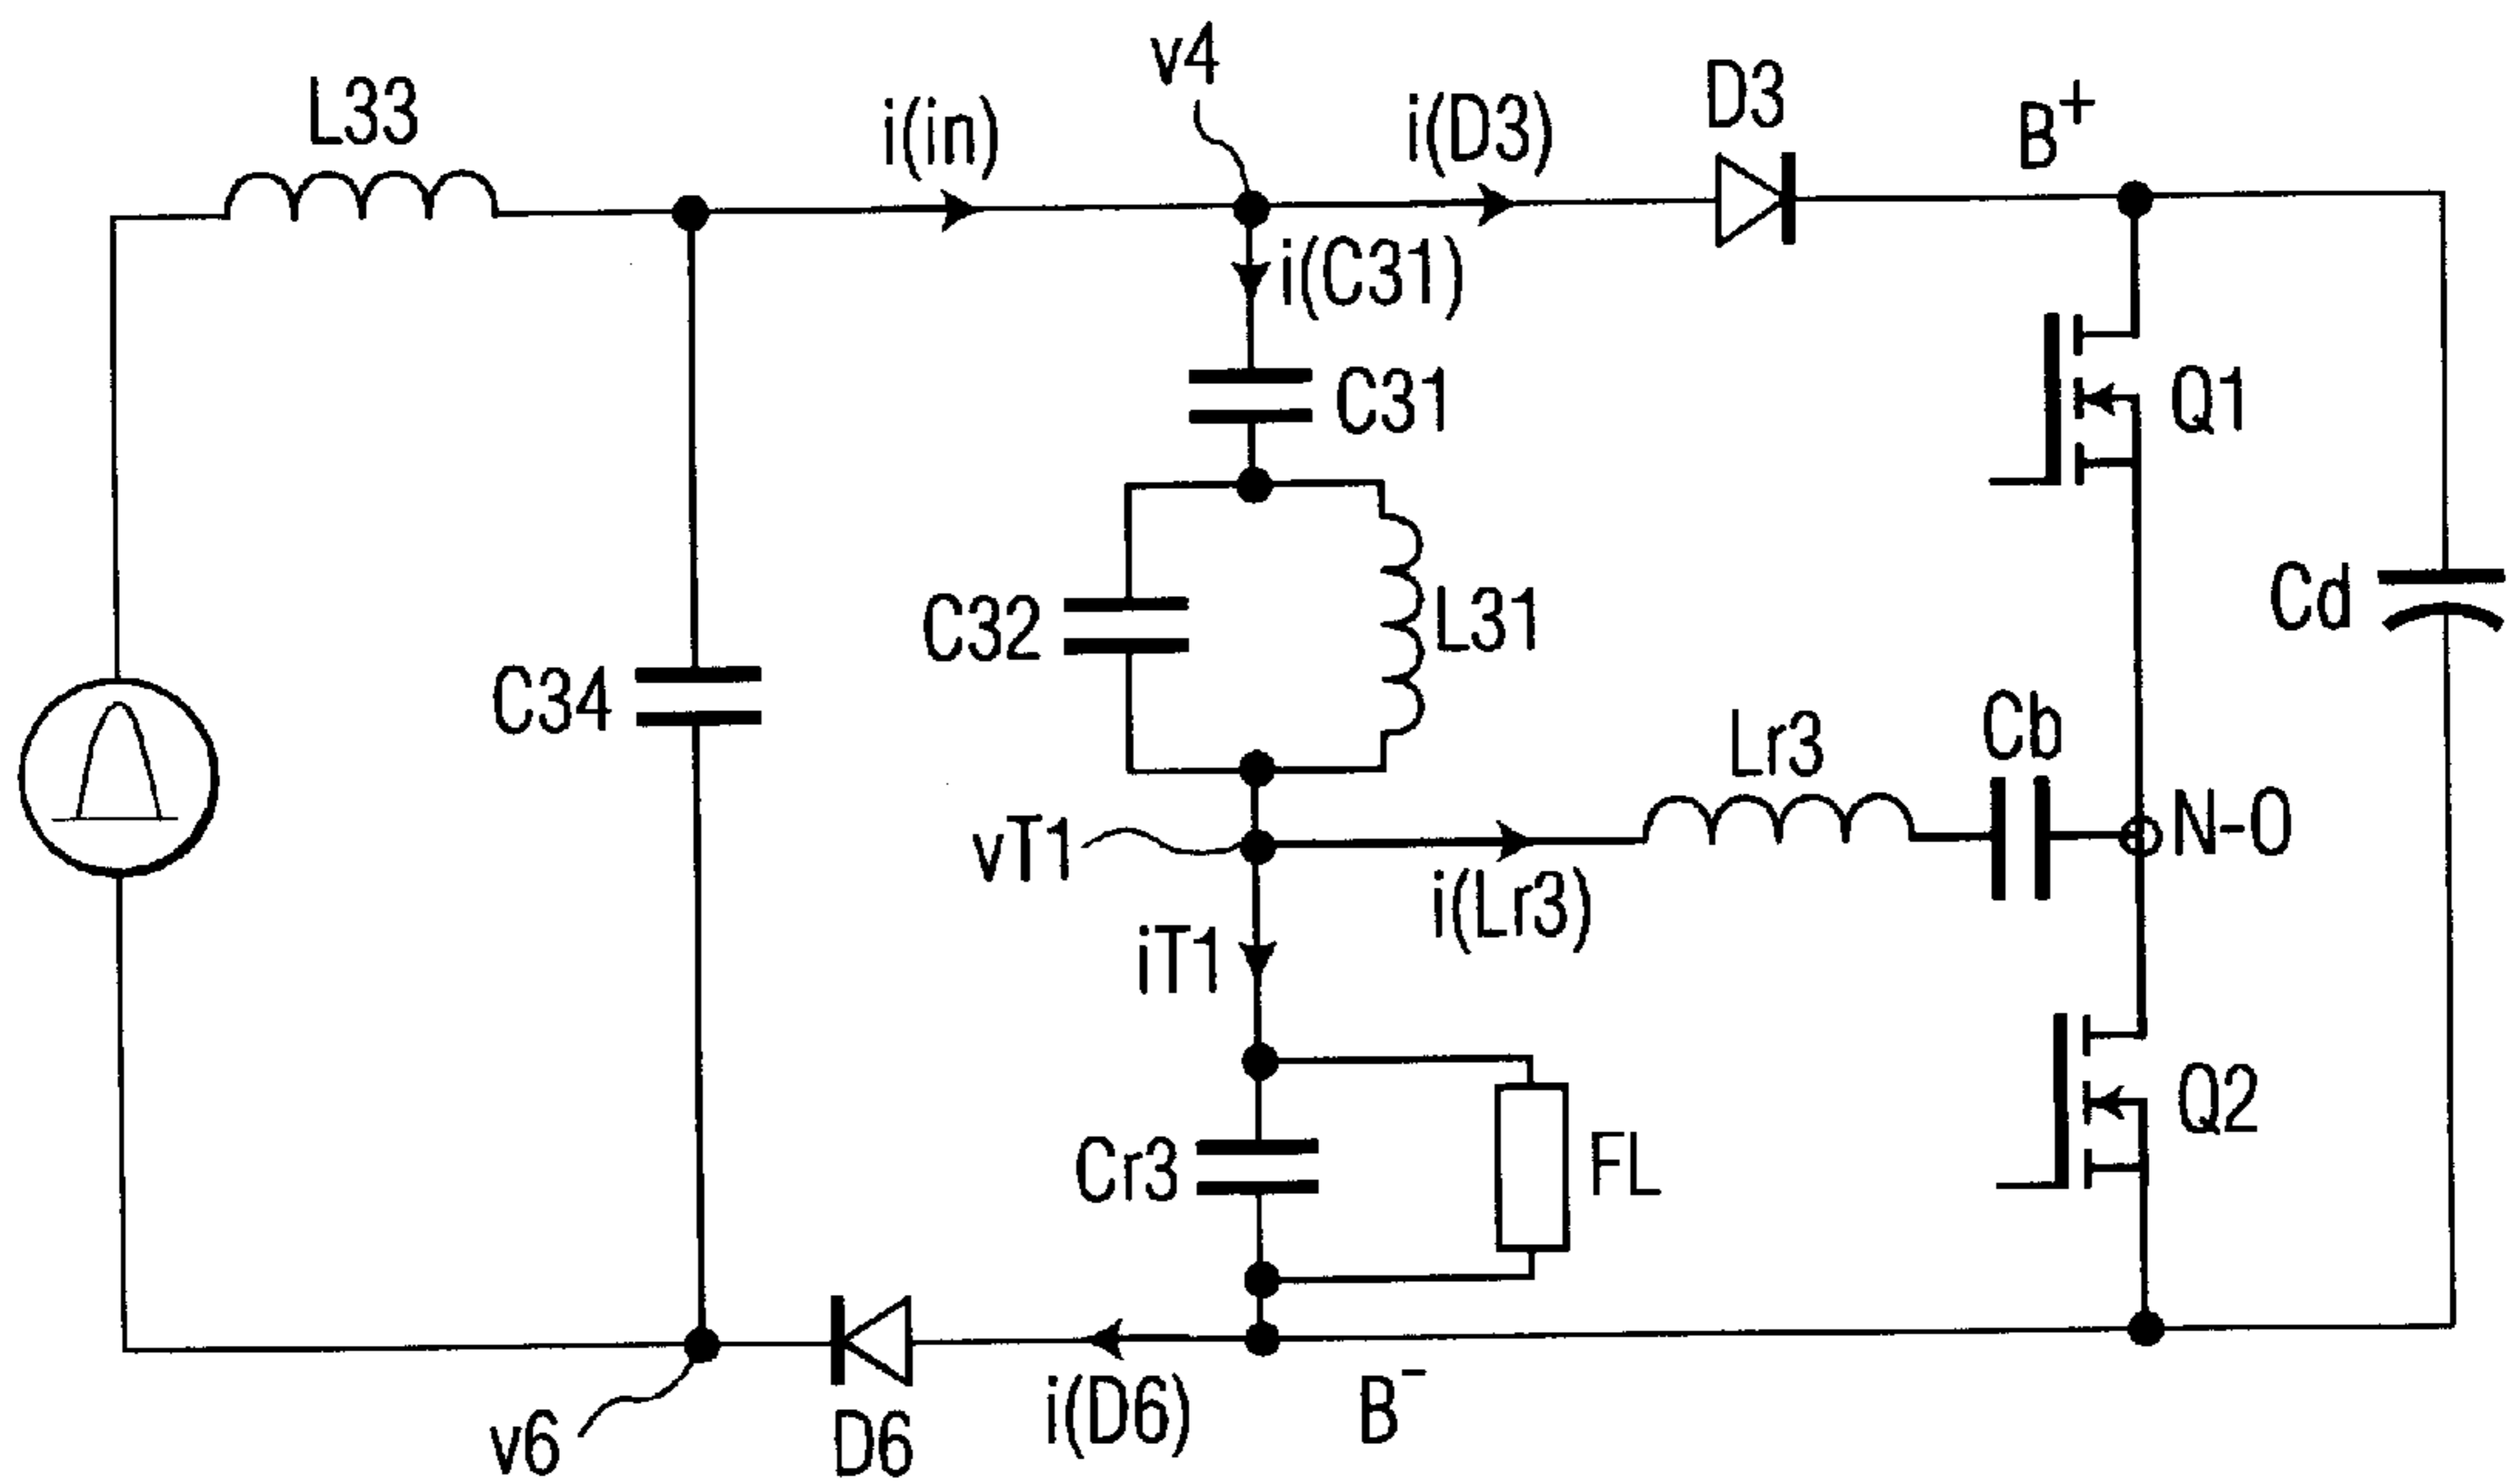 v4
L33
i(in)
i(D3)
D3
B+
i(C31)
C31
Q1
C32
L31
Cd
C34
Lr3
Cb
vT1
N-O
i(Lr3)
iT1
Cr3
FL
Q2
v6
D6
i(D6)
B-